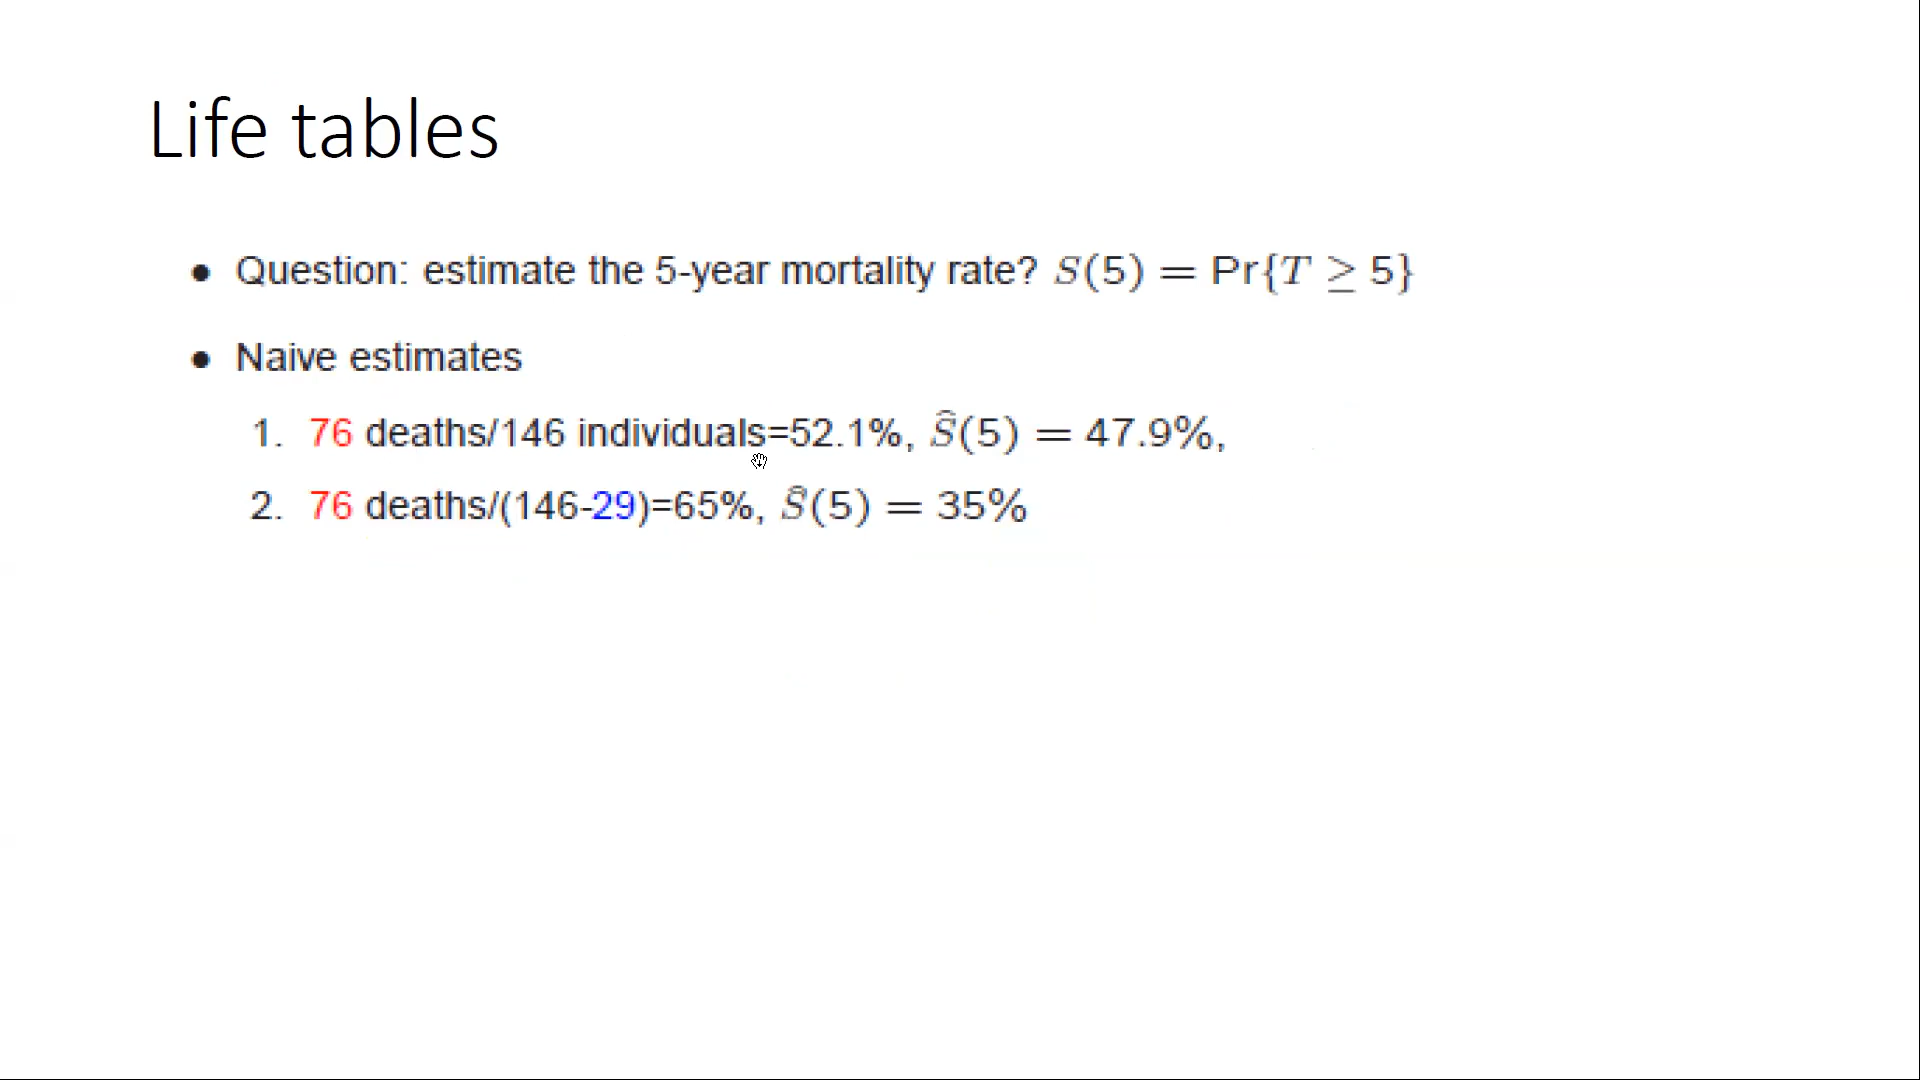 Life tables
• Question: estimate the 5-year mortality rate? S(5) = Pr{T ≥ 5}
• Naive estimates
1. 76 deaths/146 individuals=52.1%, Ŝ(5) = 47.9%,
2. 76 deaths/(146-29)=65%, Ŝ(5) = 35%